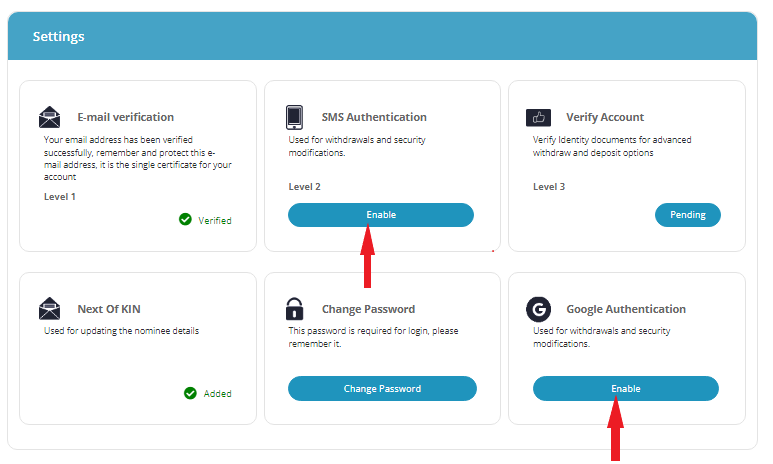 Settings
E-mail verification
Your email address has been verified
successfully, remember and protect this e-
mail address, it is the single certificate for your
account
Level 1
Verified
SMS Authentication
Used for withdrawals and security
modifications.
Level 2
Enable
Verify Account
Verify Identity documents for advanced
withdraw and deposit options
Level 3
Pending
Next Of KIN
Used for updating the nominee details
Added
Change Password
This password is required for login, please
remember it.
Change Password
G
Google Authentication
Used for withdrawals and security
modifications.
Enable